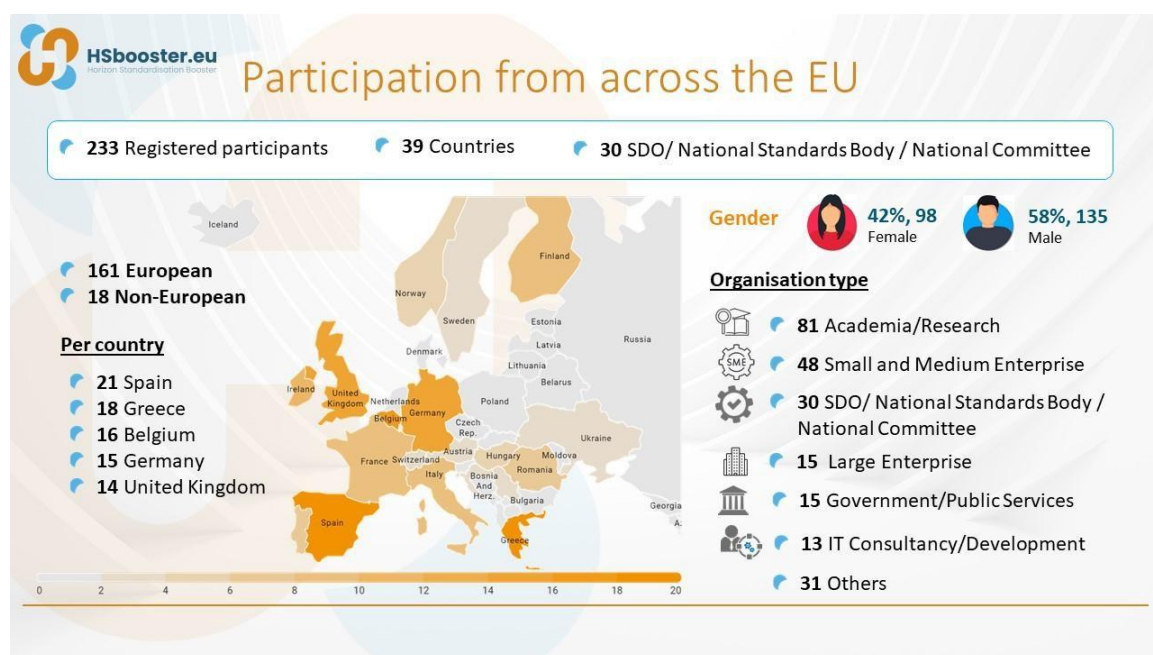 HSbooster.eu
Horizon Standardisation Booster
Participation from across the EU
233 Registered participants
39 Countries
30 SDO/ National Standards Body / National Committee
Iceland
Finland
Norway
Sweden
Estonia
Russia
Latvia
Denmark
Lithuania
Belarus
Ireland
United
Kingdom
Netherlands
Poland
Belgium
Germany
Czech
Rep.
Ukraine
Austria
France
Switzerland
Hungary
Moldova
Italy
Romania
Bosnia
And
Herz.
Bulgaria
Georgia
Spain
A:
Greece
0 2 4 6 8 10 12 14 16 18 20
161 European
18 Non-European
Per country
21 Spain
18 Greece
16 Belgium
15 Germany
14 United Kingdom
Gender
42%, 98
Female
58%, 135
Male
Organisation type
81 Academia/Research
SME
48 Small and Medium Enterprise
30 SDO/ National Standards Body /
National Committee
15 Large Enterprise
15 Government/Public Services
13 IT Consultancy/Development
31 Others